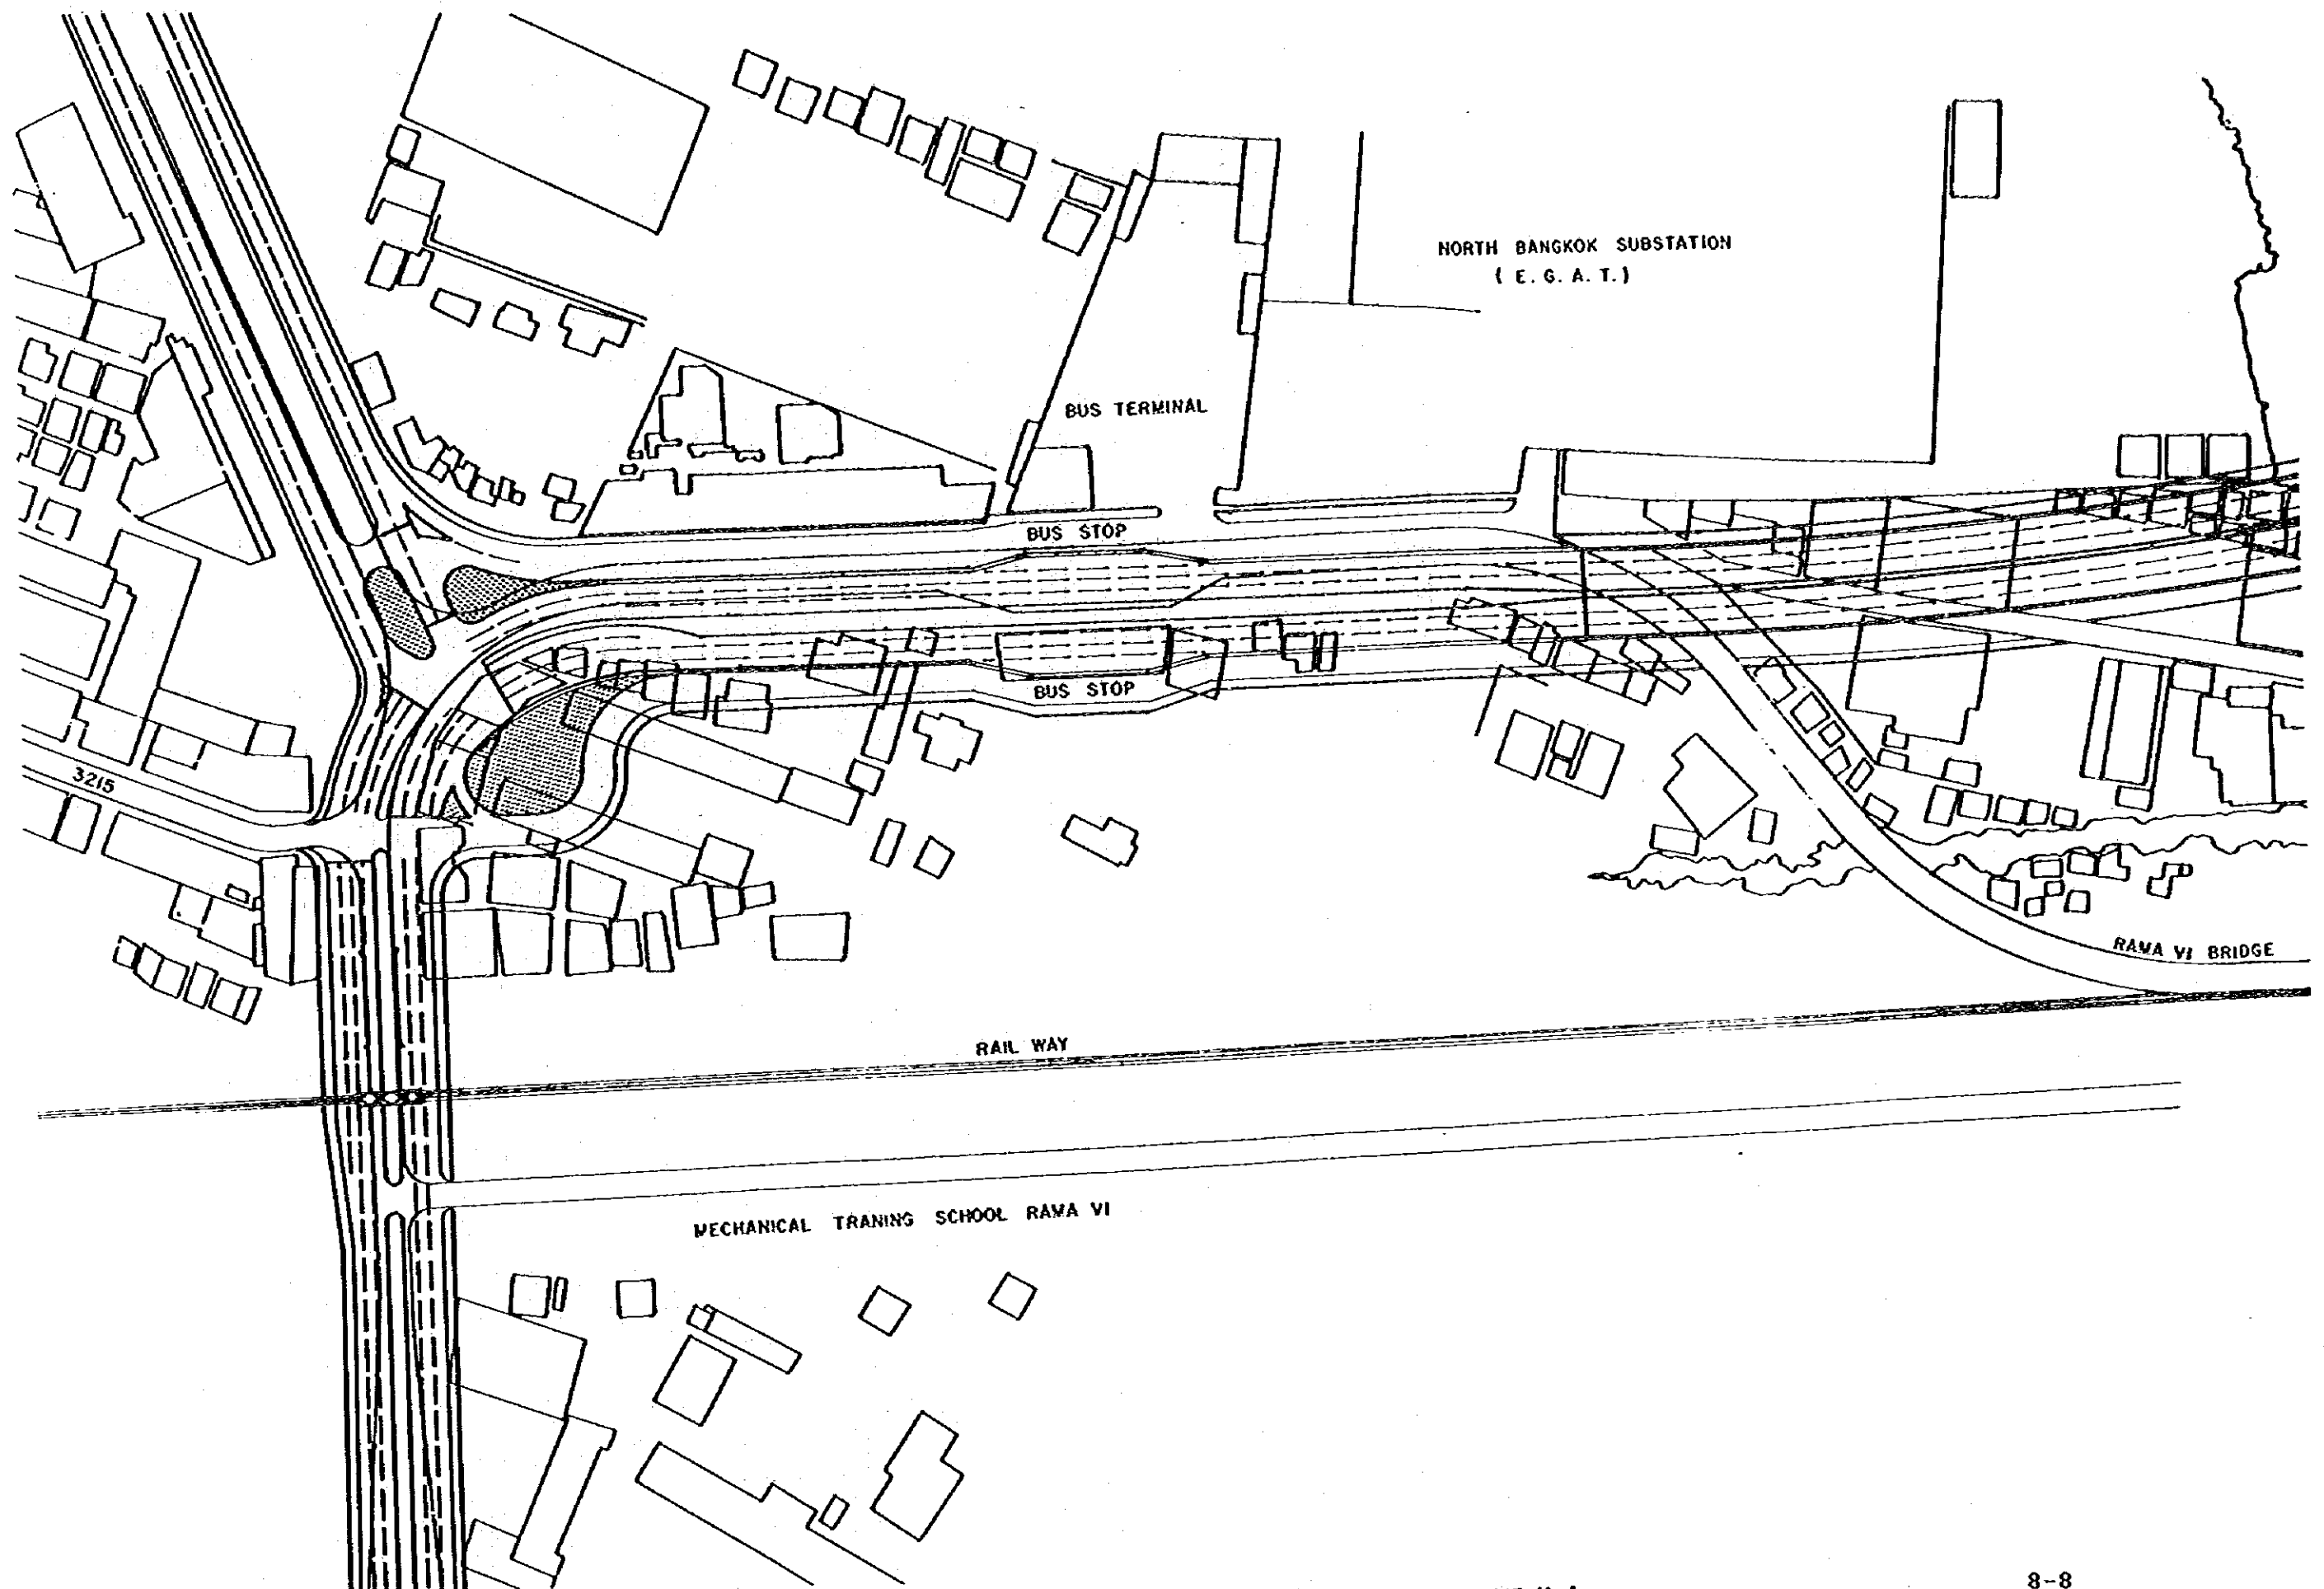 NORTH BANGKOK SUBSTATION
( E. G. A. T. )
BUS TERMINAL
BUS STOP
BUS STOP
3215
RAMA VI BRIDGE
RAIL WAY
MECHANICAL TRANING SCHOOL RAMA VI
8-8